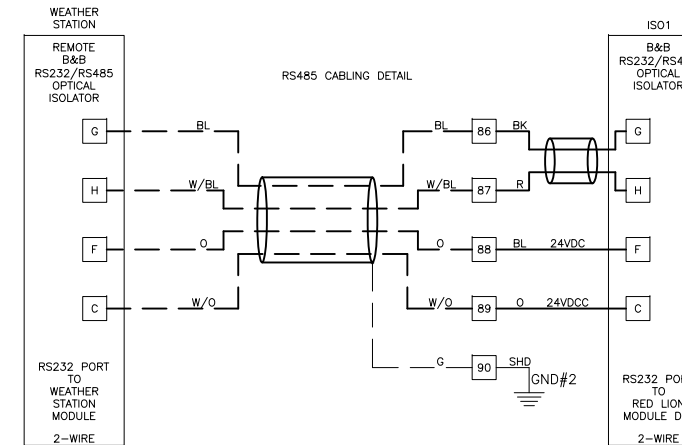 WEATHER
STATION
REMOTE
B&B
RS232/RS485
OPTICAL
ISOLATOR
G
H
F
C
RS232 PORT
TO
WEATHER
STATION
MODULE
2-WIRE
RS485 CABLING DETAIL
BL
W/BL
O
W/O
BL
W/BL
O
W/O
G
86
87
88
89
90
BK
R
BL 24VDC
O 24VDCC
SHD
GND#2
ISO1
B&B
OPTICAL
ISOLATOR
G
H
F
C
RS232
TO
RED LION
MODULE
2-WIRE